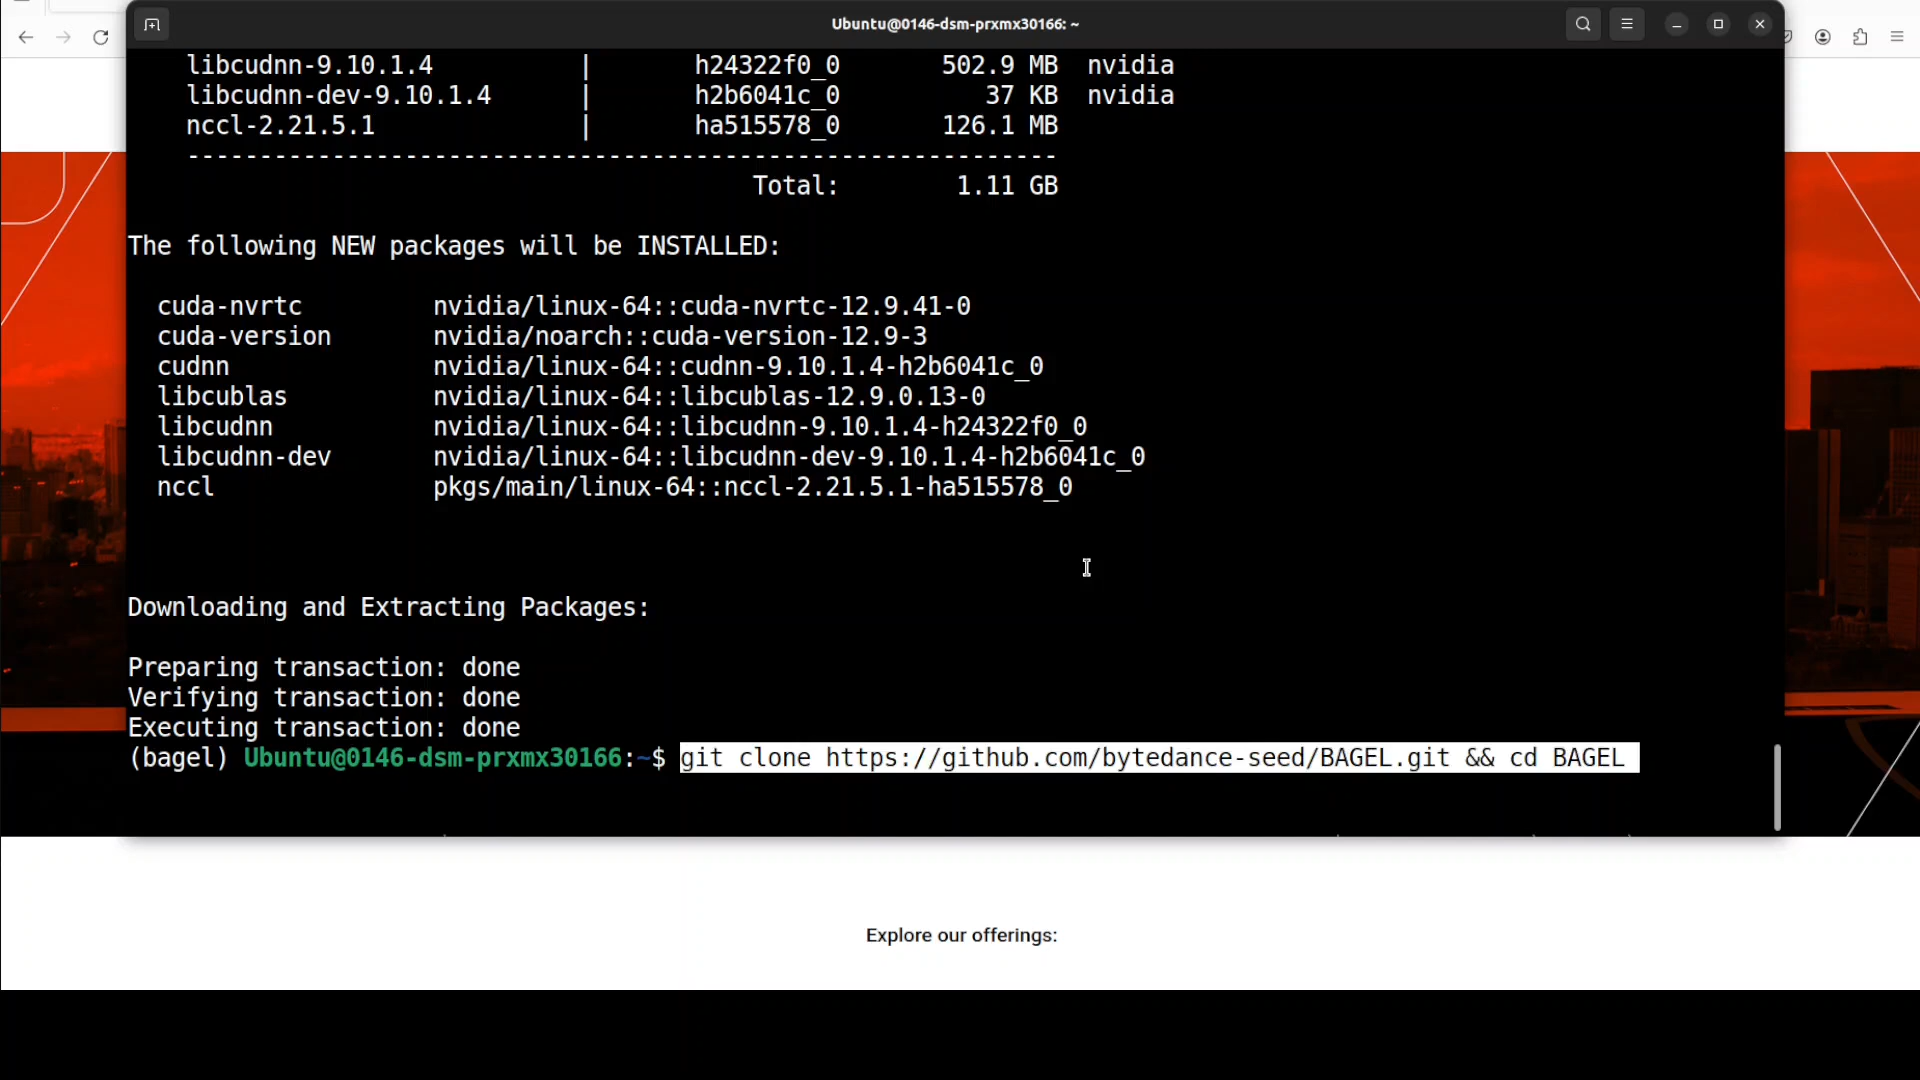 Ubuntu@0146-dsm-prxmx30166: ~
libcudnn-9.10.1.4 | h24322f0_0 502.9 MB nvidia
libcudnn-dev-9.10.1.4 | h2b6041c_0 37 KB nvidia
nccl-2.21.5.1 | ha515578_0 126.1 MB
------------------------------------------------------------
Total: 1.11 GB
The following NEW packages will be INSTALLED:
cuda-nvrtc nvidia/linux-64::cuda-nvrtc-12.9.41-0
cuda-version nvidia/noarch::cuda-version-12.9-3
cudnn nvidia/linux-64::cudnn-9.10.1.4-h2b6041c_0
libcublas nvidia/linux-64::libcublas-12.9.0.13-0
libcudnn nvidia/linux-64::libcudnn-9.10.1.4-h24322f0_0
libcudnn-dev nvidia/linux-64::libcudnn-dev-9.10.1.4-h2b6041c_0
nccl pkgs/main/linux-64::nccl-2.21.5.1-ha515578_0
Downloading and Extracting Packages:
Preparing transaction: done
Verifying transaction: done
Executing transaction: done
(bagel) Ubuntu@0146-dsm-prxmx30166:~$ git clone https://github.com/bytedance-seed/BAGEL.git && cd BAGEL
Explore our offerings: